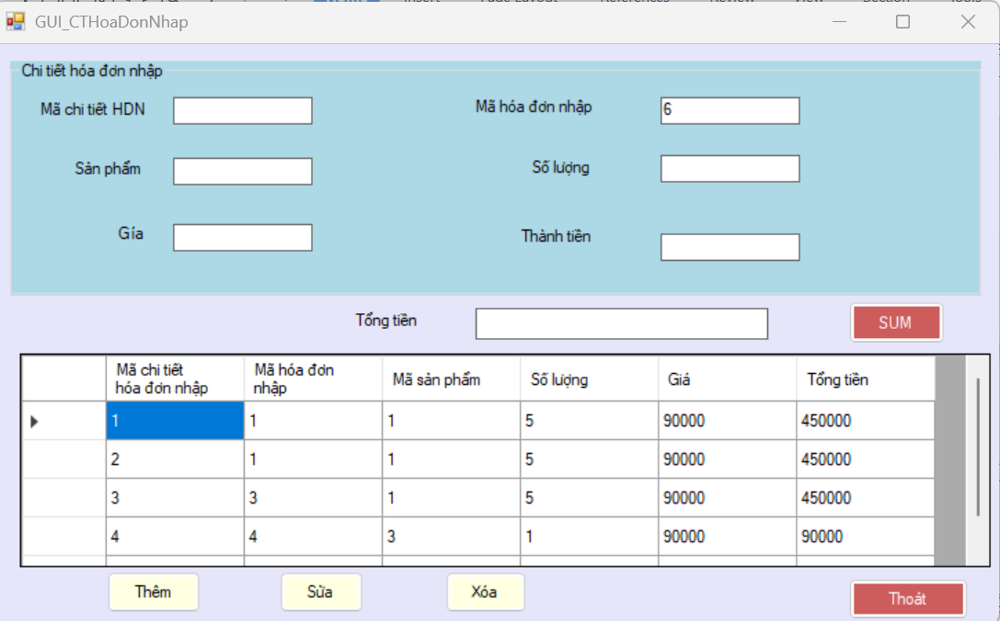 GUI_CTHoaDonNhap
Chi tiết hóa đơn nhập
Mã chi tiết HDN
Mã hóa đơn nhập
6
Sản phẩm
Số lượng
Gía
Thành tiền
Tổng tiền
SUM
Mã chi tiết hóa đơn nhập
Mã hóa đơn nhập
Mã sản phẩm
Số lượng
Giá
Tổng tiền
1 1 1 5 90000 450000
2 1 1 5 90000 450000
3 3 1 5 90000 450000
4 4 3 1 90000 90000
Thêm
Sửa
Xóa
Thoát